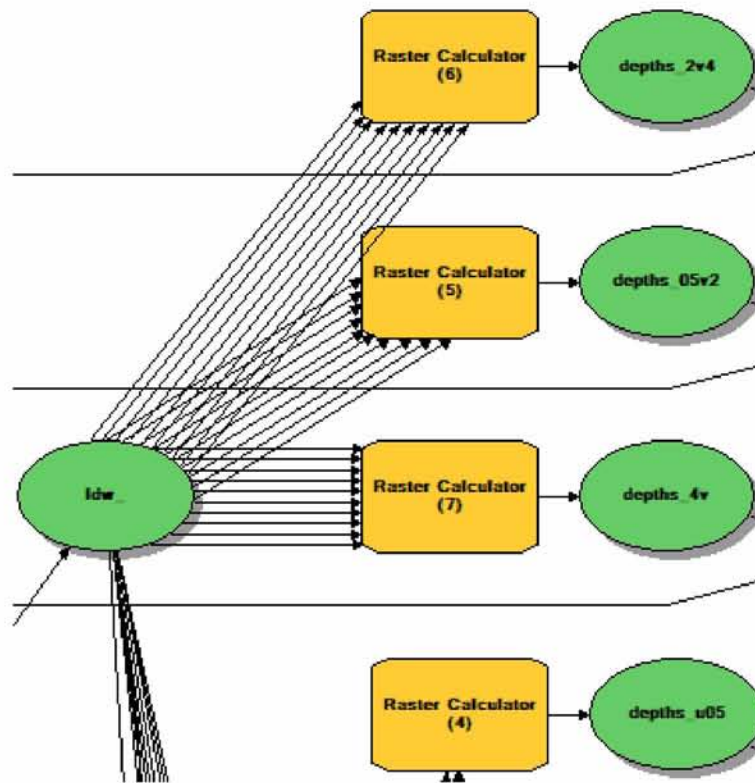 Raster Calculator
(6)
depths_2v4
Raster Calculator
(5)
depths_05v2
Idw_
Raster Calculator
(7)
depths_4v
Raster Calculator
(4)
depths_u05